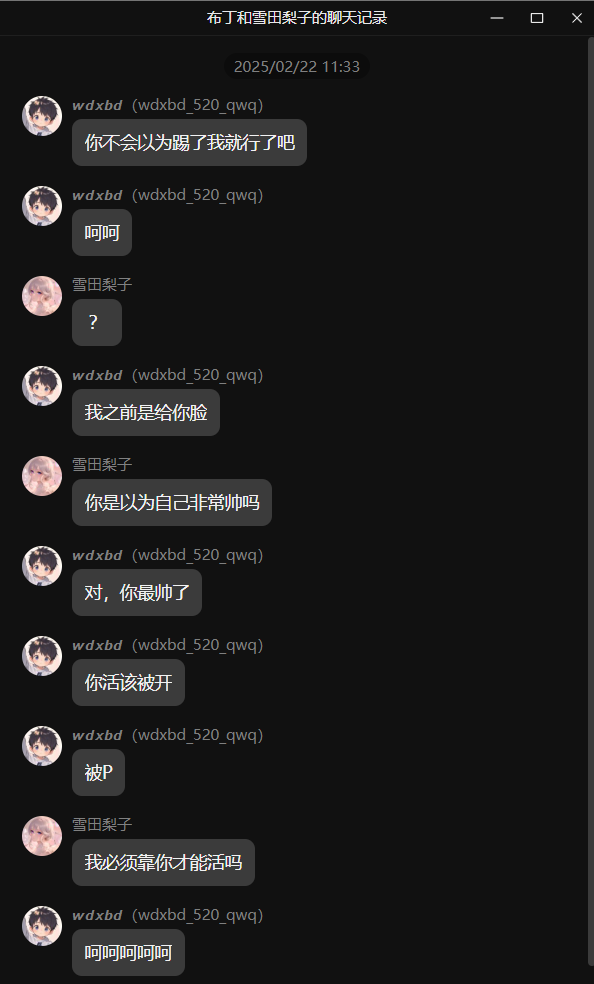 布丁和雪田梨子的聊天记录
2025/02/22 11:33
wdxbd（wdxbd_520_qwq）
你不会以为踢了我就行了吧
wdxbd（wdxbd_520_qwq）
呵呵
雪田梨子
？
wdxbd（wdxbd_520_qwq）
我之前是给你脸
雪田梨子
你是以为自己非常帅吗
wdxbd（wdxbd_520_qwq）
对，你最帅了
wdxbd（wdxbd_520_qwq）
你活该被开
wdxbd（wdxbd_520_qwq）
被P
雪田梨子
我必须靠你才能活吗
wdxbd（wdxbd_520_qwq）
呵呵呵呵呵